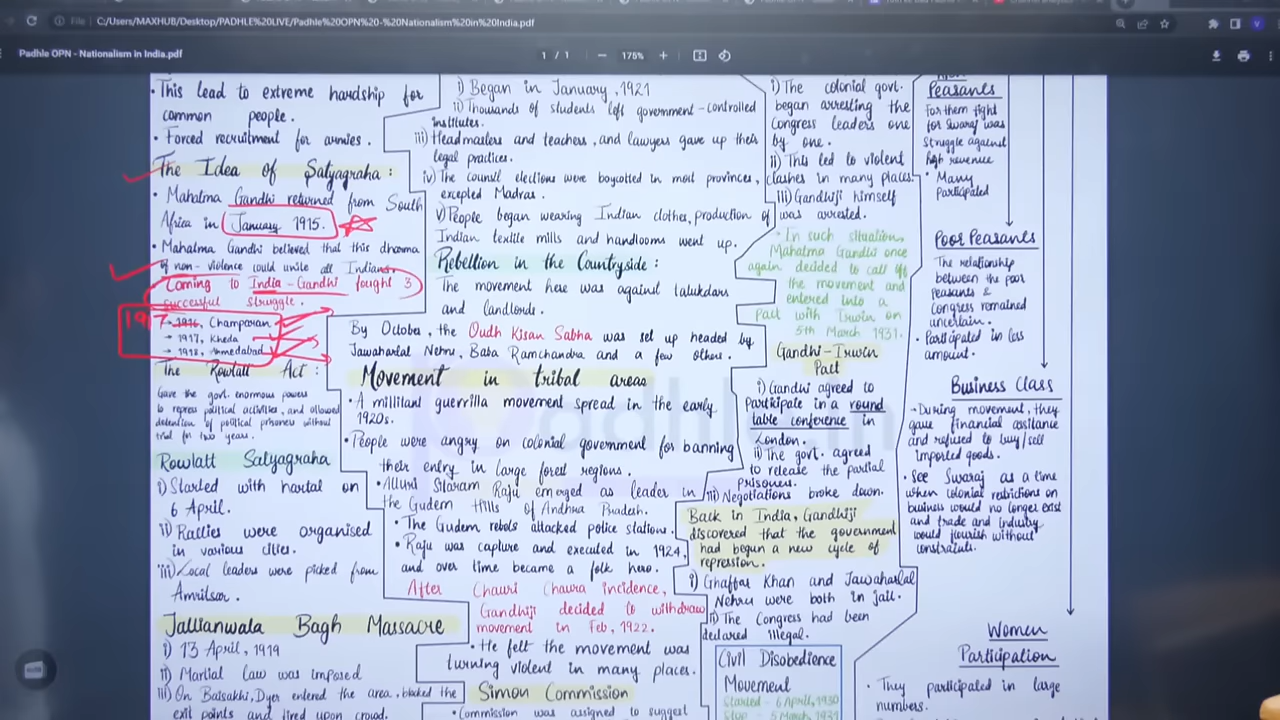 File | C:/Users/MAXHUB/Desktop/PADHLE%20LIVE/Padhle%20OPN%20-%20Nationalism%20in%20India.pdf
Padhle OPN - Nationalism in India.pdf
1 / 1
175%
• This lead to extreme hardship for
common people.
• Forced recruitment for armies.
The Idea of Satyagraha:
• Mahatma Gandhi returned from South
Africa in January 1915.
• Mahatma Gandhi believed that this dharma
of non-violence could unite all Indians.
Coming to India-Gandhi fought 3
successful struggle.
1917
→ 1916, Champaran
→ 1917, Kheda
→ 1918, Ahmedabad
The Rowlatt Act:
Gave the govt. enormous powers
to repress political activities, and allowed
detention of political prisoners without
trial for two years.
Rowlatt Satyagraha
i) Started with hartal on
6 April.
ii) Rallies were organised
in various cities.
iii) Local leaders were picked from
Amritsar.
Jallianwala Bagh Massacre
i) 13 April, 1919
ii) Martial Law was imposed
iii) On Baisakhi, Dyer entered the area, blocked the
exit points and fired upon crowd.
i) Began in January, 1921
ii) Thousands of students left government-controlled
institutes.
iii) Headmasters and teachers, and lawyers gave up their
legal practices.
iv) The council elections were boycotted in most provinces,
excepted Madras.
v) People began wearing Indian clothes, production of
Indian textile mills and handlooms went up.
Rebellion in the Countryside:
The movement here was against talukdars
and landlords.
By October, the Oudh Kisan Sabha was set up headed by
Jawaharlal Nehru, Baba Ramchandra and a few others.
Movement in tribal areas
• A militant guerrilla movement spread in the early
1920s.
• People were angry on colonial government for banning
their entry in large forest regions.
• Alluri Sitaram Raju emerged as leader in
the Gudem Hills of Andhra Pradesh.
• The Gudem rebels attacked police stations.
• Raju was capture and executed in 1924,
and over time became a folk hero.
After Chauri Chaura incidence,
Gandhiji decided to withdraw
movement in Feb, 1922.
• He felt the movement was
turning violent in many places.
Simon Commission
• Commission was assigned to suggest
i) The colonial govt.
began arresting the
Congress leaders one
by one.
ii) This led to violent
clashes in many places.
iii) Gandhiji himself
was arrested.
• In such situation,
Mahatma Gandhi once
again decided to call off
the movement and
entered into a
pact with Irwin on
5th March 1931.
Gandhi-Irwin
Pact
i) Gandhi agreed to
Participate in a round
table conference in
London.
ii) The govt. agreed
to release the partial
prisoners.
iii) Negotiations broke down.
Back in India, Gandhiji
discovered that the government
had begun a new cycle of
repression.
i) Ghaffar Khan and Jawaharlal
Nehru were both in jail.
ii) The Congress had been
declared illegal.
Civil Disobedience
Movement
Started - 6 April, 1930
Stop - 5 March, 1931
Peasants
For them fight
for Swaraj was
struggle against
high revenue
• Many
Participated
Poor Peasants
The relationship
between the poor
peasants &
Congress remained
uncertain.
• Participated in less
amount.
Business Class
→ During movement, they
gave financial assitance
and refused to buy/sell
imported goods.
• See Swaraj as a time
when colonial restrictions on
business would no longer exist
and trade and industry
would flourish without
constraints.
Women
Participation
• They participated in large
numbers.